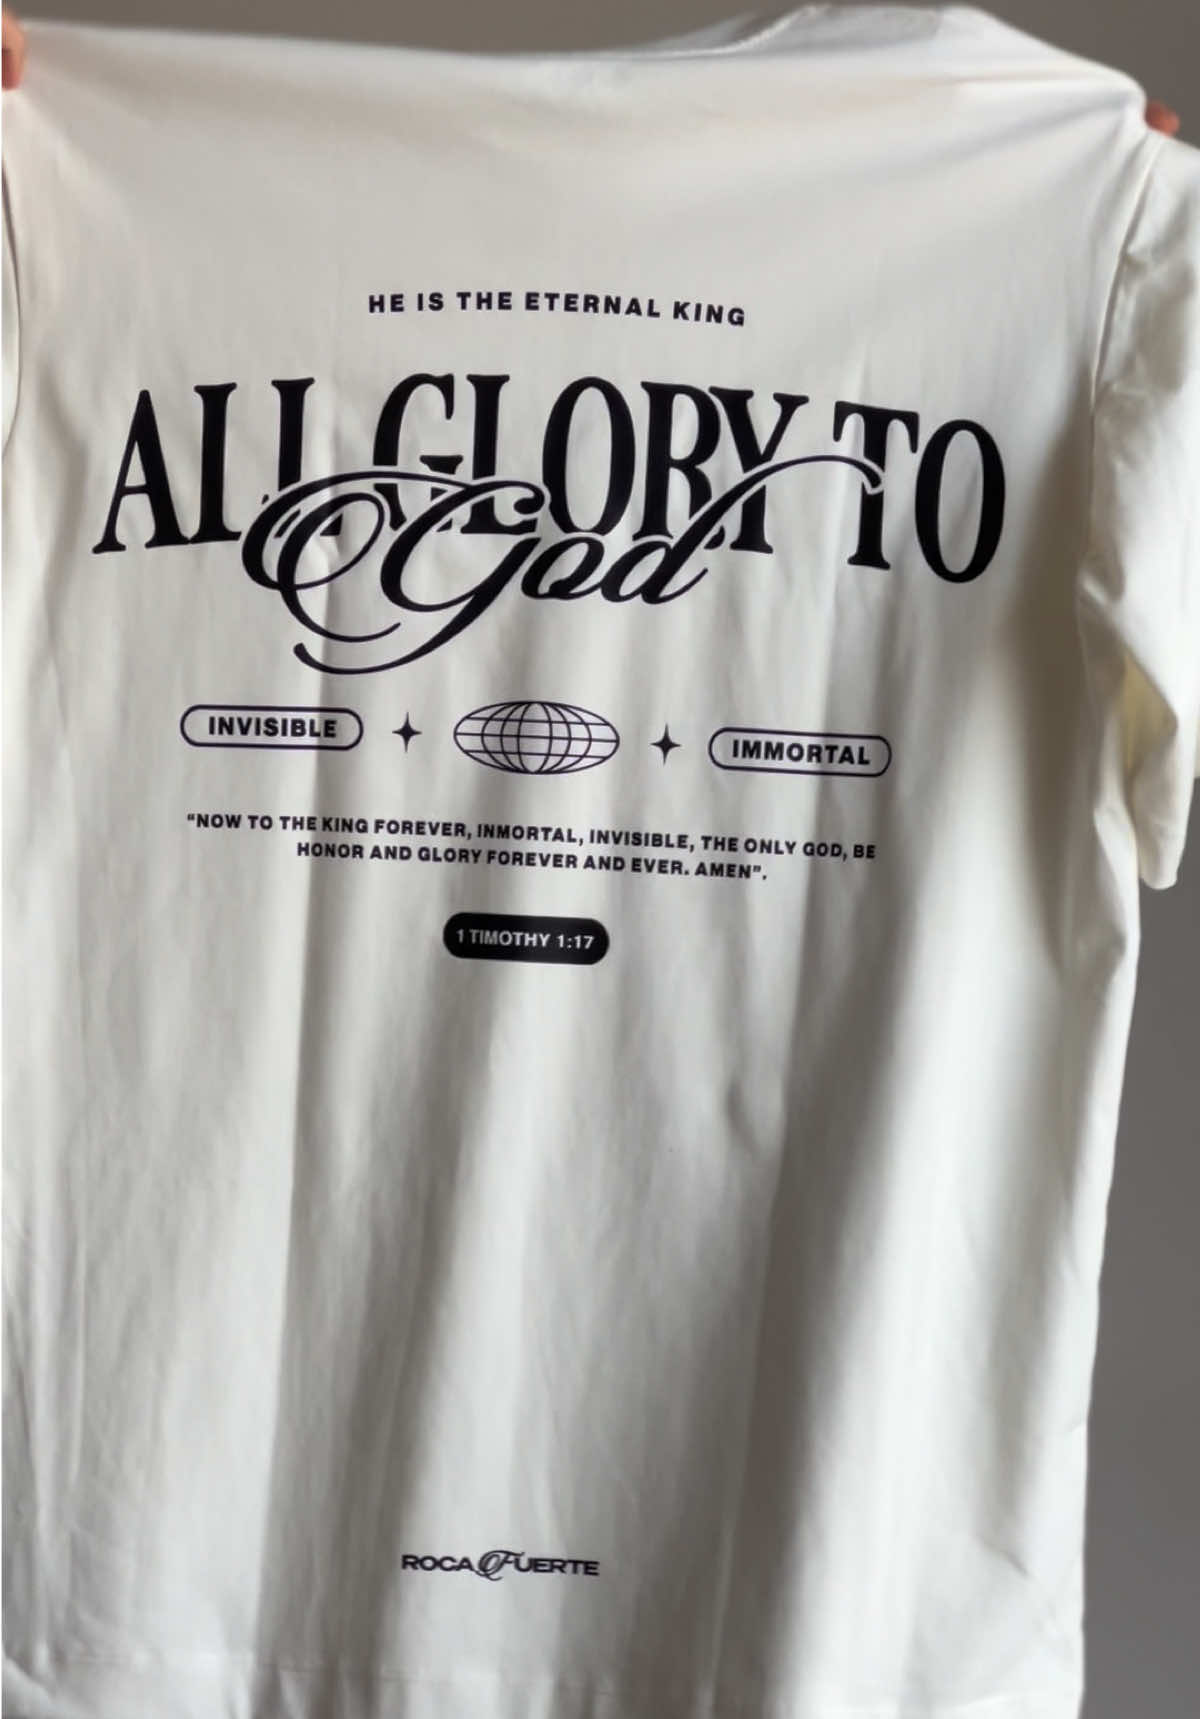 HE IS THE ETERNAL KING
ALL GLORY TO
God
INVISIBLE
IMMORTAL
“NOW TO THE KING FOREVER, INMORTAL, INVISIBLE, THE ONLY GOD, BE
HONOR AND GLORY FOREVER AND EVER. AMEN”.
1 TIMOTHY 1:17
ROCA FUERTE